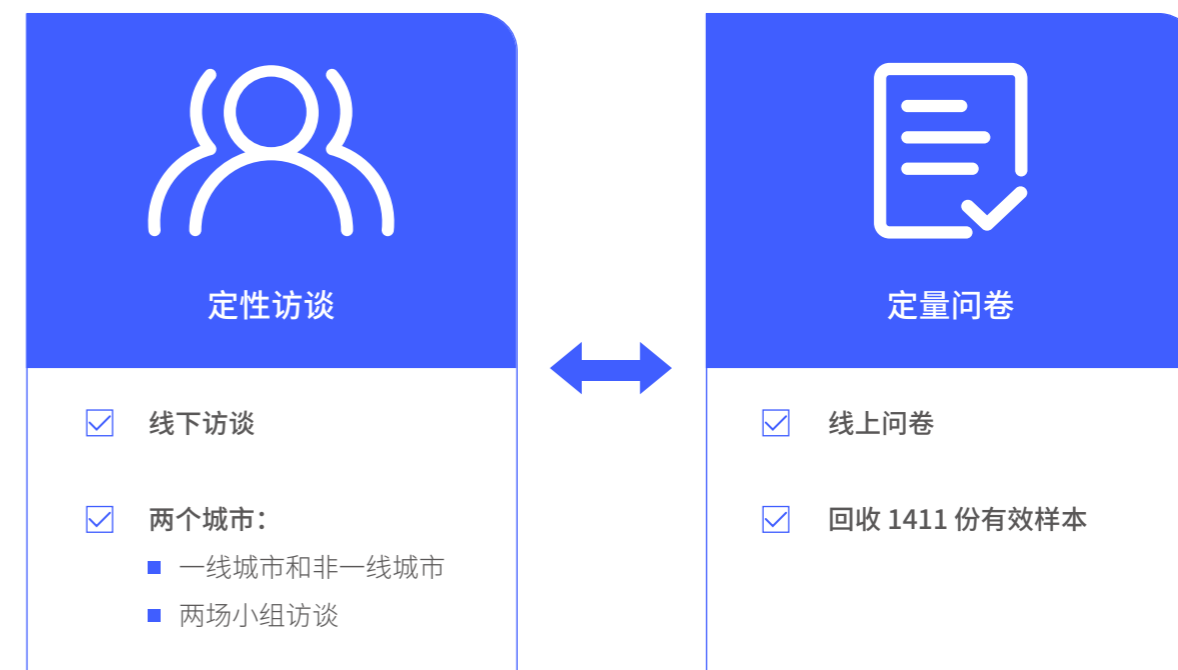 定性访谈
线下访谈
两个城市：
一线城市和非一线城市
两场小组访谈
定量问卷
线上问卷
回收 1411 份有效样本